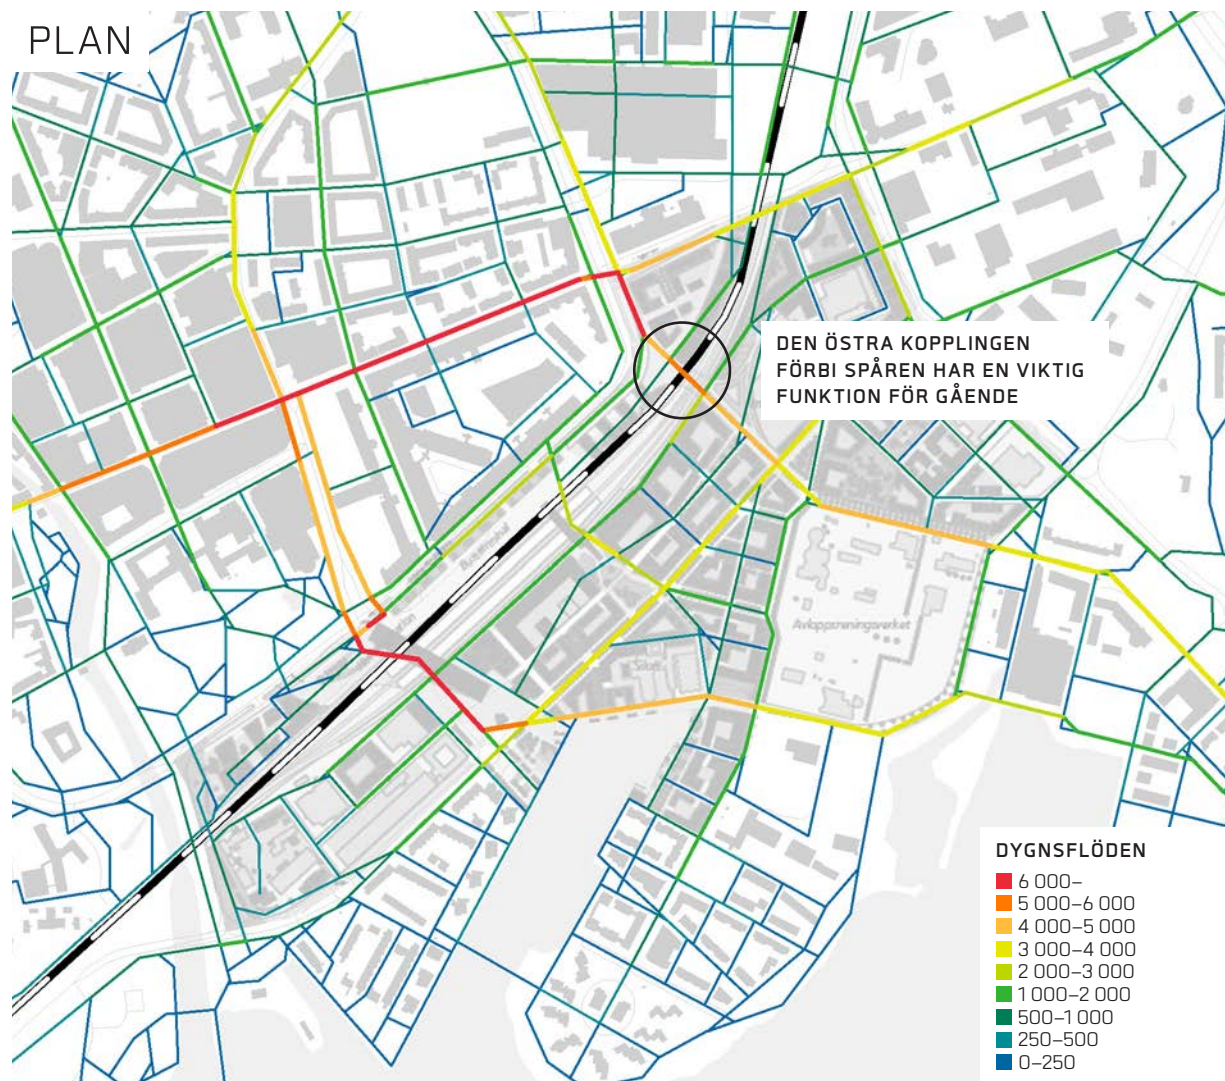 PLAN
DEN ÖSTRA KOPPLINGEN
FÖRBI SPÅREN HAR EN VIKTIG
FUNKTION FÖR GÅENDE
Avloppsreningsverket
DYGNSFLÖDEN
6 000–
5 000–6 000
4 000–5 000
3 000–4 000
2 000–3 000
1 000–2 000
500–1 000
250–500
0–250